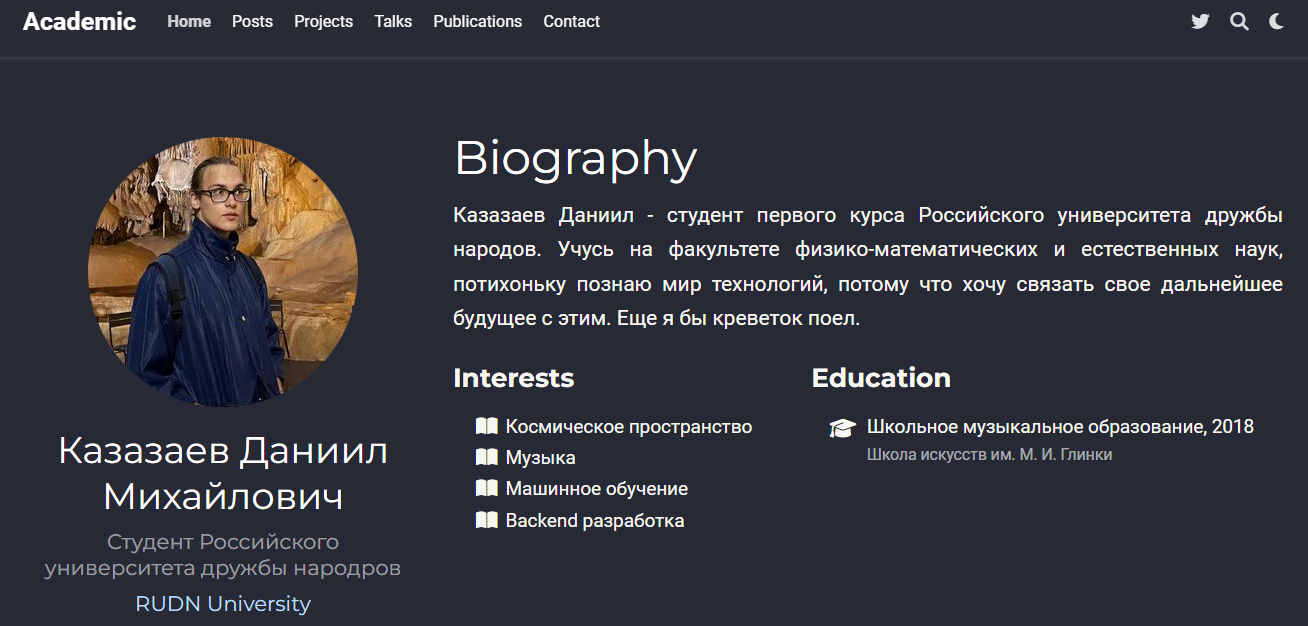 Academic Home Posts Projects Talks Publications Contact
Казазаев Даниил
Михайлович
Студент Российского
университета дружбы народров
RUDN University
Biography
Казазаев Даниил - студент первого курса Российского университета дружбы
народов. Учусь на факультете физико-математических и естественных наук,
потихоньку познаю мир технологий, потому что хочу связать свое дальнейшее
будущее с этим. Еще я бы креветок поел.
Interests
Космическое пространство
Музыка
Машинное обучение
Backend разработка
Education
Школьное музыкальное образование, 2018
Школа искусств им. М. И. Глинки